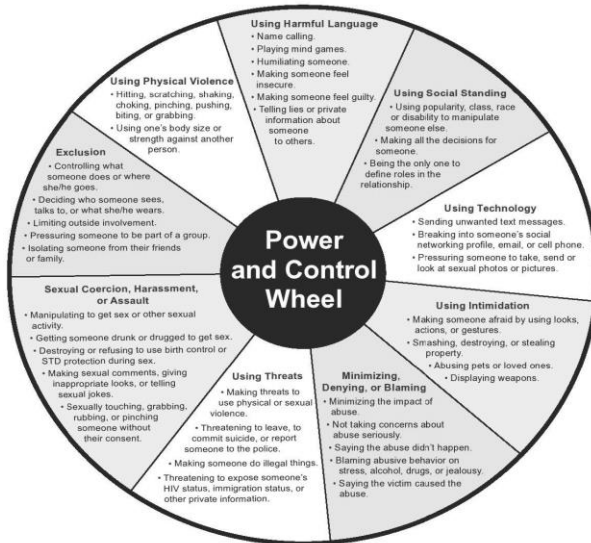 Using Harmful Language
• Name calling.
• Playing mind games.
• Humiliating someone.
• Making someone feel
insecure.
• Making someone feel guilty.
• Telling lies or private
information about
someone
to others.
Using Social Standing
• Using popularity, class, race
or disability to manipulate
someone else.
• Making all the decisions for
someone.
• Being the only one to
define roles in the
relationship.
Using Technology
• Sending unwanted text messages.
• Breaking into someone's social
networking profile, email, or cell phone.
• Pressuring someone to take, send or
look at sexual photos or pictures.
Using Intimidation
• Making someone afraid by using looks,
actions, or gestures.
• Smashing, destroying, or stealing
property.
• Abusing pets or loved ones.
• Displaying weapons.
Minimizing,
Denying, or Blaming
• Minimizing the impact of
abuse.
• Not taking concerns about
abuse seriously.
• Saying the abuse didn't happen.
• Blaming abusive behavior on
stress, alcohol, drugs, or jealousy.
• Saying the victim caused the
abuse.
Using Threats
• Making threats to
use physical or sexual
violence.
• Threatening to leave, to
commit suicide, or report
someone to the police.
• Making someone do illegal things.
• Threatening to expose someone's
HIV status, immigration status, or
other private information.
Sexual Coercion, Harassment,
or Assault
• Manipulating to get sex or other sexual
activity.
• Getting someone drunk or drugged to get sex.
• Destroying or refusing to use birth control or
STD protection during sex.
• Making sexual comments, giving
inappropriate looks, or telling
sexual jokes.
• Sexually touching, grabbing,
rubbing, or pinching
someone without
their consent.
Exclusion
• Controlling what
someone does or where
she/he goes.
• Deciding who someone sees,
talks to, or what she/he wears.
• Limiting outside involvement.
• Pressuring someone to be part of a group.
• Isolating someone from their friends
or family.
Using Physical Violence
• Hitting, scratching, shaking,
choking, pinching, pushing,
biting, or grabbing.
• Using one's body size or
strength against another
person.
Power
and Control
Wheel